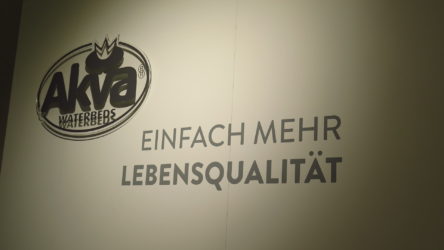 Akva®
WATERBEDS
EINFACH MEHR
LEBENSQUALITÄT